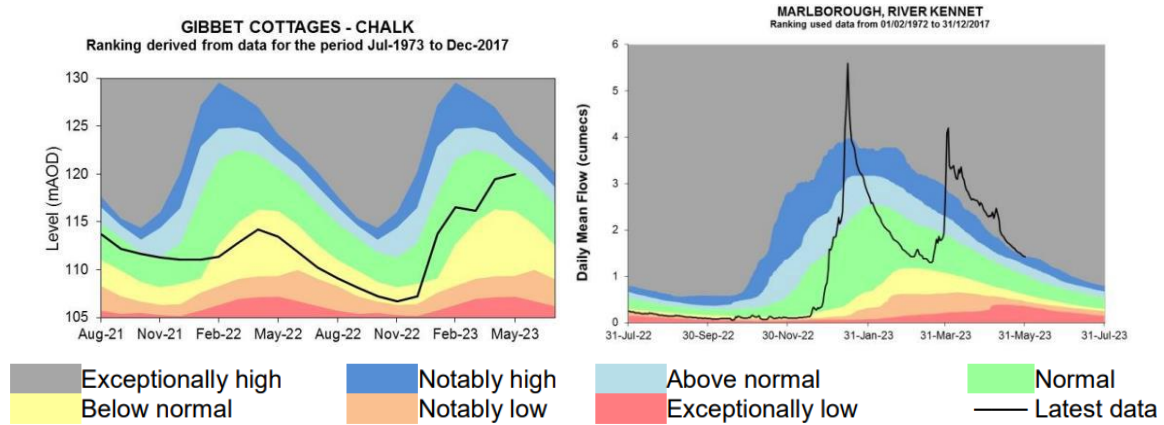 GIBBET COTTAGES - CHALK
Ranking derived from data for the period Jul-1973 to Dec-2017
Level (mAOD)
130
125
120
115
110
105
Aug-21 Nov-21 Feb-22 May-22 Aug-22 Nov-22 Feb-23 May-23
MARLBOROUGH, RIVER KENNET
Ranking used data from 01/02/1972 to 31/12/2017
Daily Mean Flow (cumecs)
6
5
4
3
2
1
0
31-Jul-22 30-Sep-22 30-Nov-22 31-Jan-23 31-Mar-23 31-May-23 31-Jul-23
Exceptionally high Notably high Above normal Normal
Below normal Notably low Exceptionally low Latest data